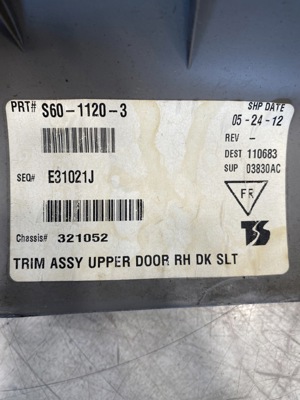 PRT# S60-1120-3
SHP DATE
05-24-12
REV -
DEST 110683
SUP 03830AC
SEQ# E31021J
FR
Chassis# 321052
TS
TRIM ASSY UPPER DOOR RH DK SLT